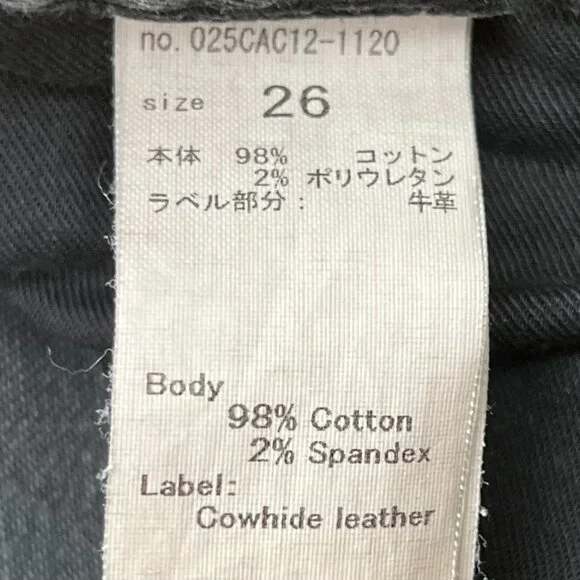 no. 025CAC12-1120
size 26
本体 98% コットン
2% ポリウレタン
ラベル部分: 牛革
Body
98% Cotton
2% Spandex
Label:
Cowhide leather